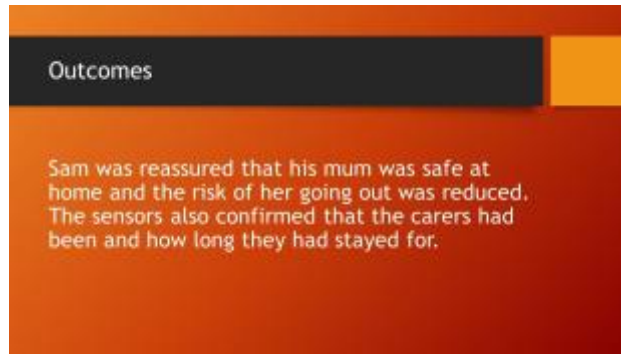 Outcomes
Sam was reassured that his mum was safe at
home and the risk of her going out was reduced.
The sensors also confirmed that the carers had
been and how long they had stayed for.